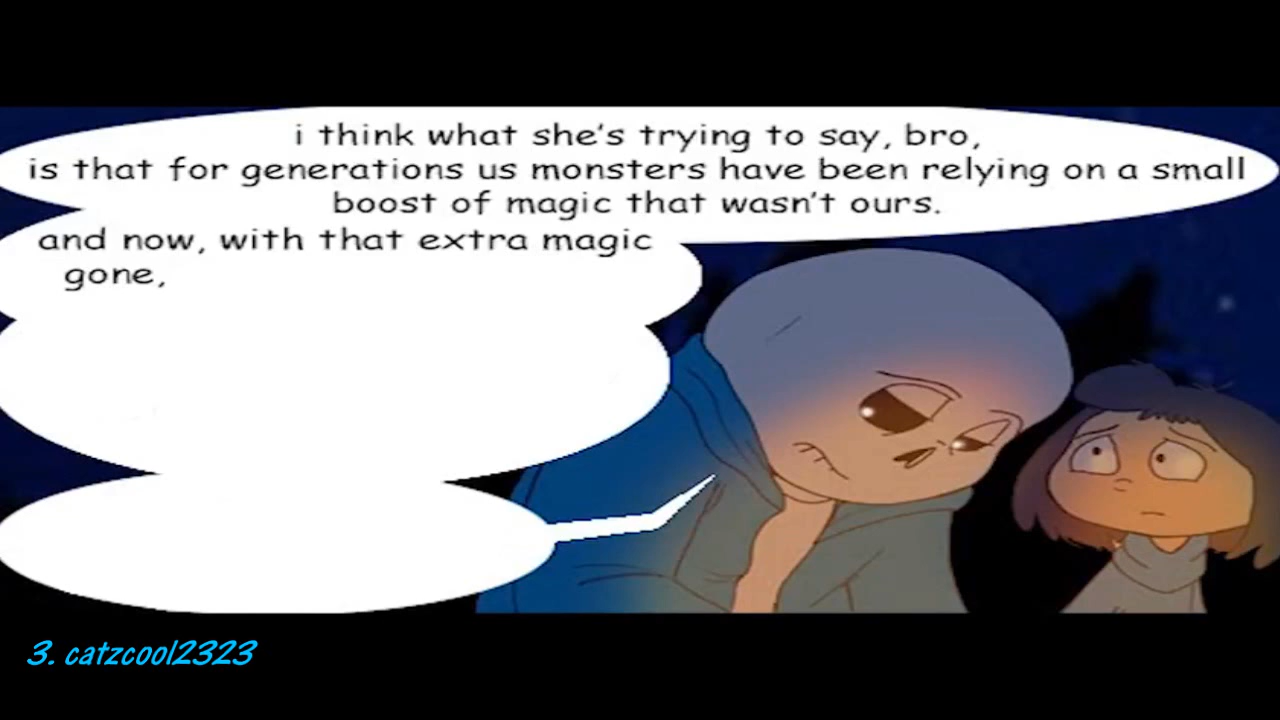 i think what she's trying to say, bro,
is that for generations us monsters have been relying on a small
boost of magic that wasn't ours.
and now, with that extra magic
gone,
3. catzcool2323